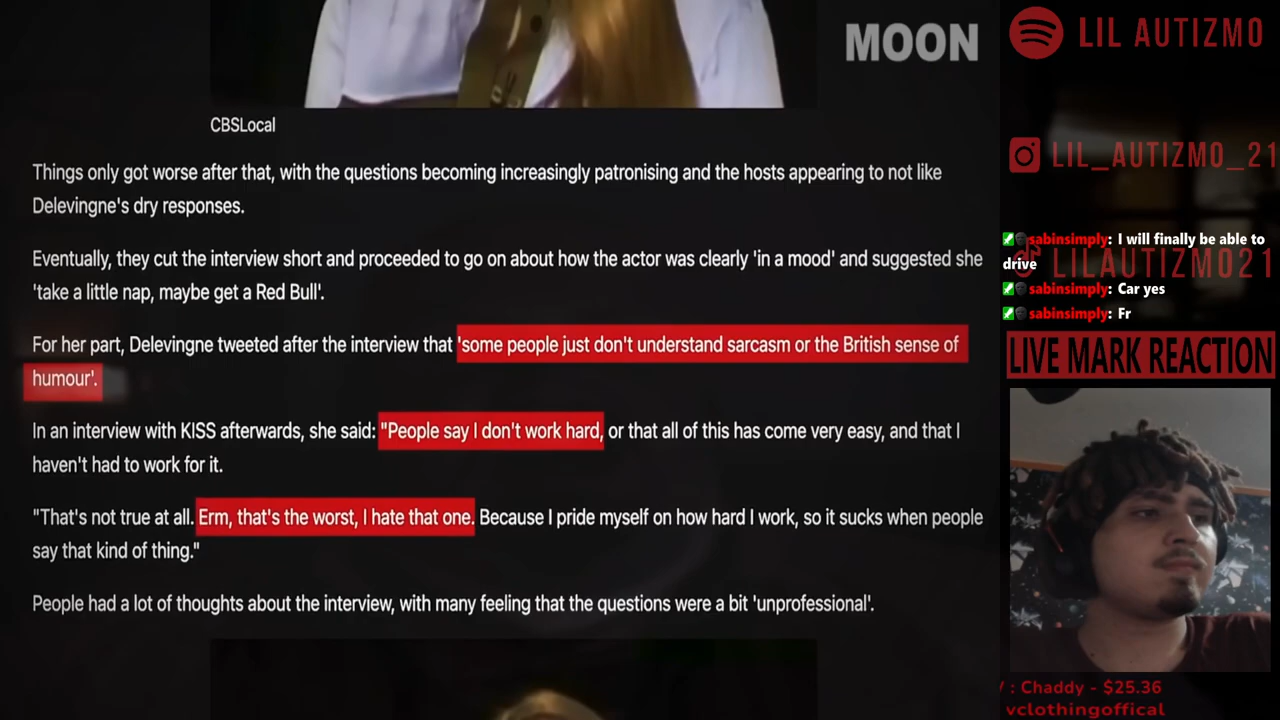 MOON
CBSLocal
Things only got worse after that, with the questions becoming increasingly patronising and the hosts appearing to not like
Delevingne's dry responses.
Eventually, they cut the interview short and proceeded to go on about how the actor was clearly 'in a mood' and suggested she
'take a little nap, maybe get a Red Bull'.
For her part, Delevingne tweeted after the interview that 'some people just don't understand sarcasm or the British sense of
humour'.
In an interview with KISS afterwards, she said: "People say I don't work hard, or that all of this has come very easy, and that I
haven't had to work for it.
"That's not true at all. Erm, that's the worst, I hate that one. Because I pride myself on how hard I work, so it sucks when people
say that kind of thing."
People had a lot of thoughts about the interview, with many feeling that the questions were a bit 'unprofessional'.
LIL AUTIZMO
LIL_AUTIZMO_21
sabinsimply: I will finally be able to
drive
LILAUTIZMO21
sabinsimply: Car yes
sabinsimply: Fr
LIVE MARK REACTION
: Chaddy - $25.36
vclothingoffical